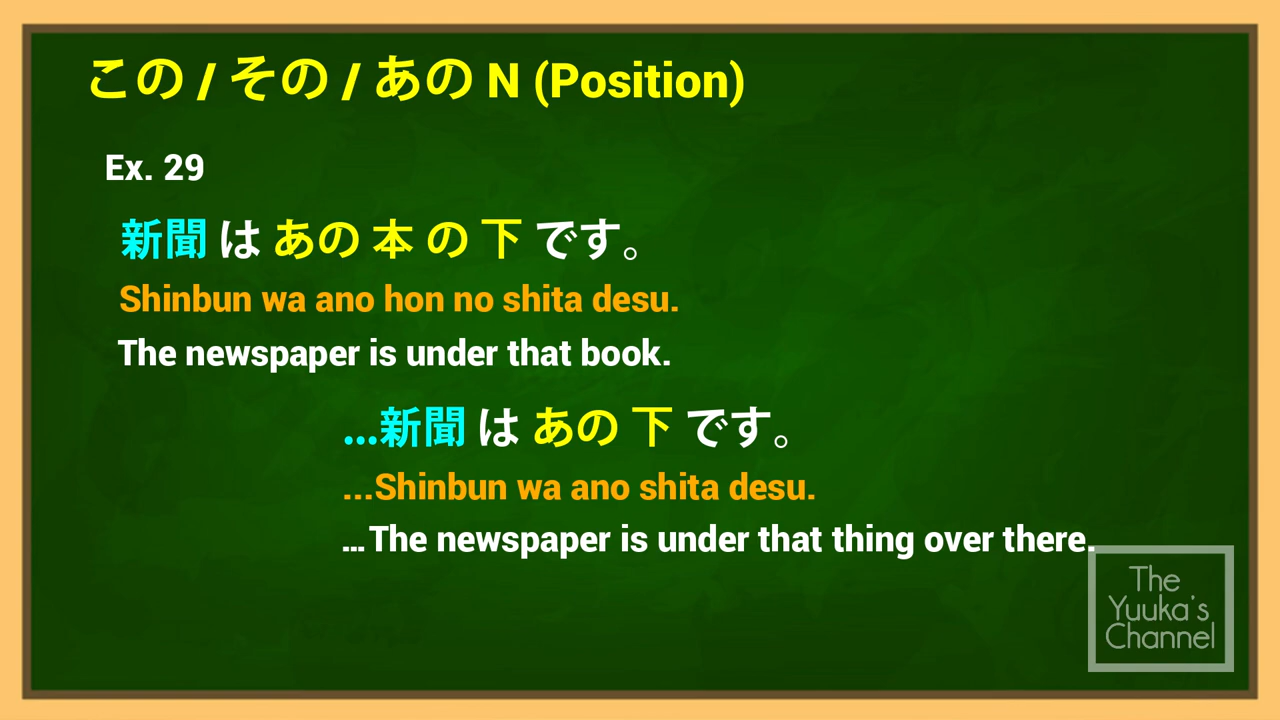 この / その / あの N (Position)
Ex. 29
新聞 は あの 本 の 下 です。
Shinbun wa ano hon no shita desu.
The newspaper is under that book.
...新聞 は あの 下 です。
...Shinbun wa ano shita desu.
...The newspaper is under that thing over there.
The
Yuuka's
Channel